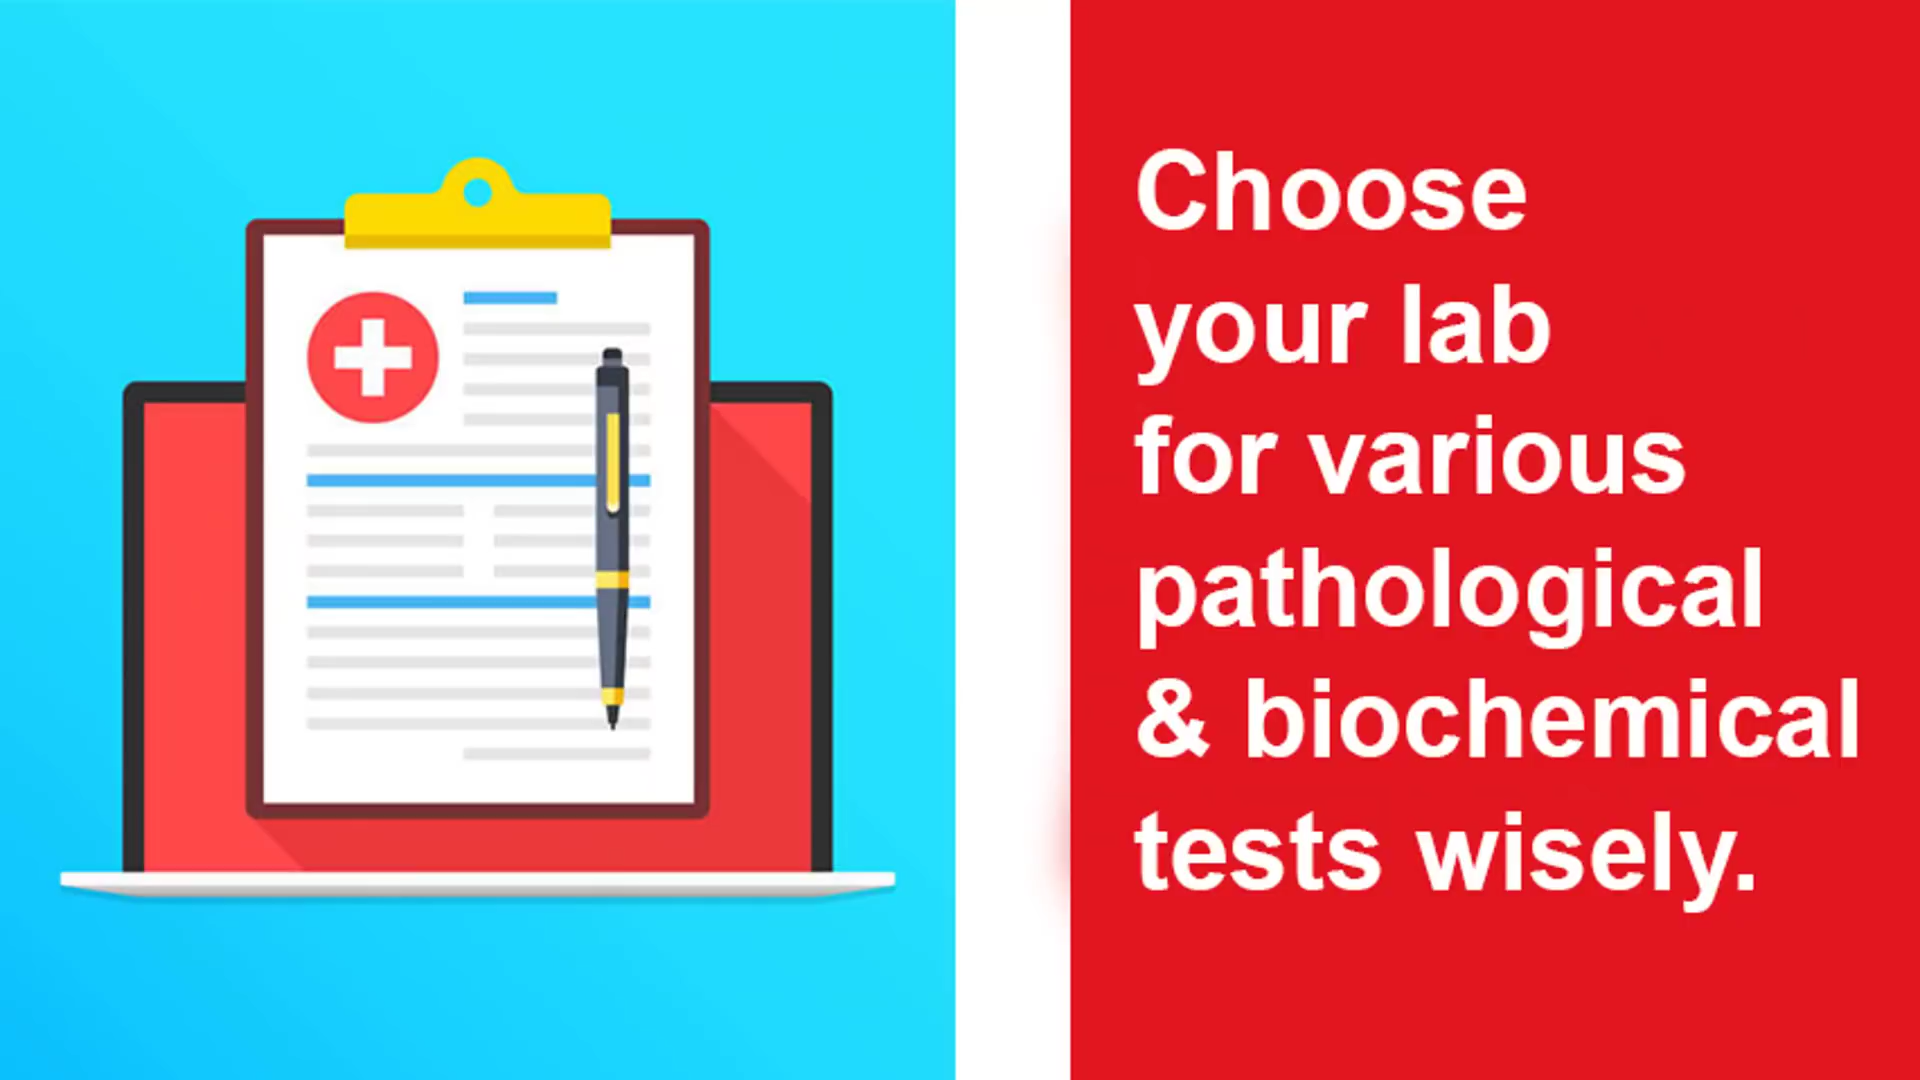 Choose
your lab
for various
pathological
& biochemical
tests wisely.